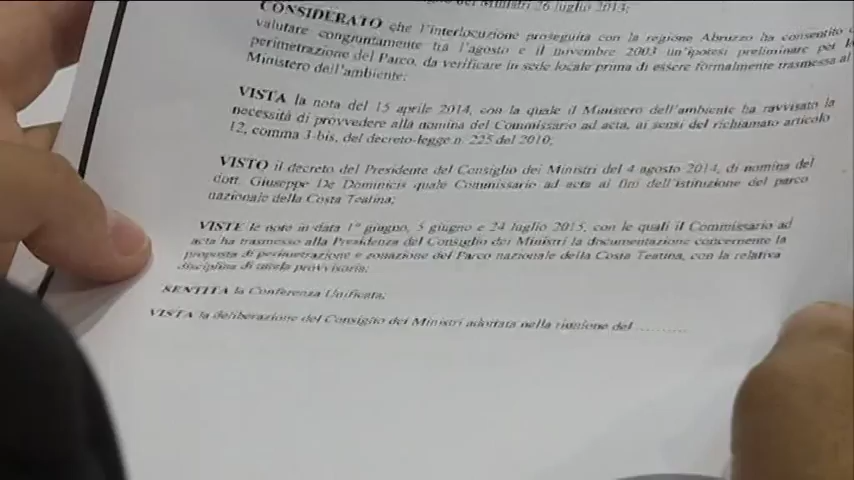 dei Ministri 26 luglio 2013;
CONSIDERATO che l'interlocuzione proseguita con la regione Abruzzo ha consentito
valutare congiuntamente tra l'agosto e il novembre 2003 un'ipotesi preliminare per
perimetrazione del Parco, da verificare in sede locale prima di essere formalmente trasmessa al
Ministero dell'ambiente;
VISTA la nota del 15 aprile 2014, con la quale il Ministero dell'ambiente ha ravvisato la
necessità di provvedere alla nomina del Commissario ad acta, ai sensi del richiamato articolo
12, comma 3-bis, del decreto-legge n. 225 del 2010;
VISTO il decreto del Presidente del Consiglio dei Ministri del 4 agosto 2014, di nomina del
dott. Giuseppe De Dominicis quale Commissario ad acta ai fini dell'istituzione del parco
nazionale della Costa Teatina;
VISTE le note in data 1° giugno, 5 giugno e 24 luglio 2015, con le quali il Commissario ad
acta ha trasmesso alla Presidenza del Consiglio dei Ministri la documentazione concernente la
proposta di perimetrazione e zonazione del Parco nazionale della Costa Teatina, con la relativa
disciplina di tutela provvisoria;
SENTITA la Conferenza Unificata;
VISTA la deliberazione del Consiglio dei Ministri adottata nella riunione del ............